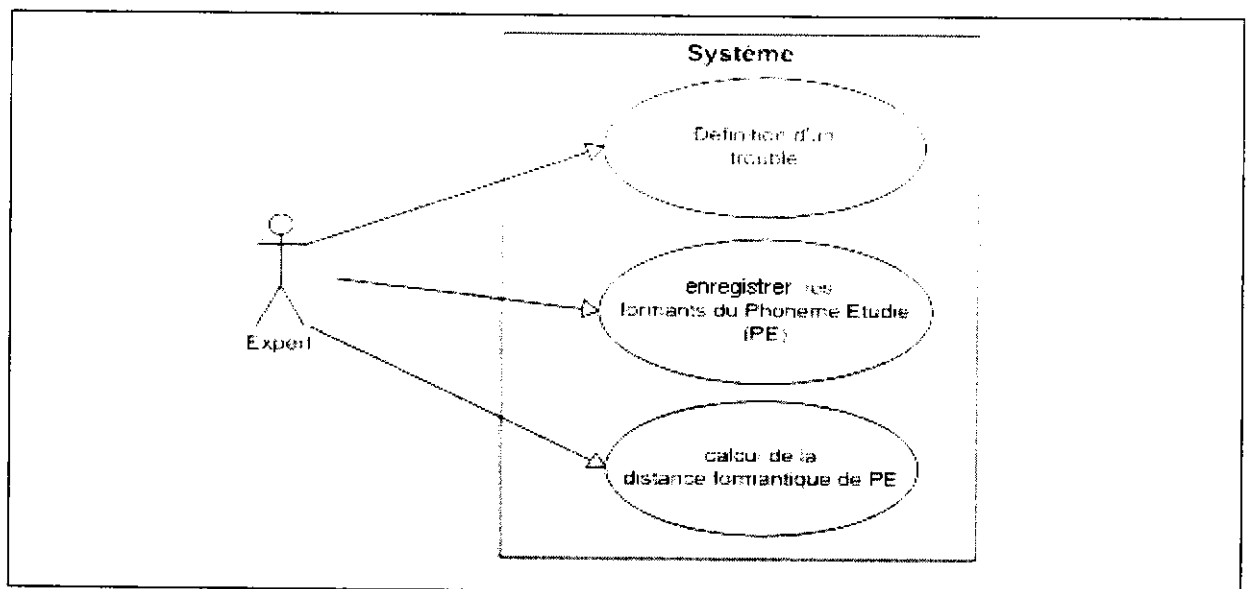 Système
Définition d'un
trouble
enregistrer les
formants du Phoneme Etudie
(PE)
Expert
calcul de la
distance formantique de PE